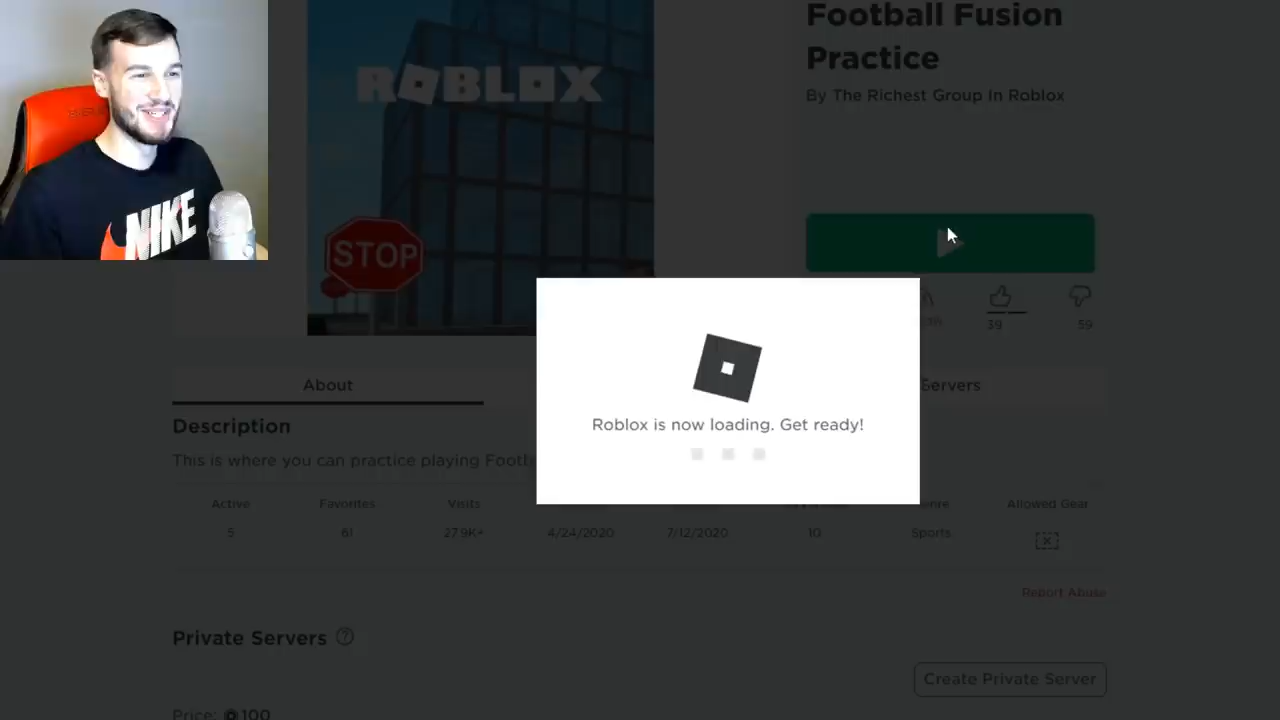 Football Fusion
Practice
By The Richest Group In Roblox
ROBLOX
STOP
NIKE
39
59
About
Servers
Roblox is now loading. Get ready!
Description
This is where you can practice playing
Active
Favorites
Visits
Allowed Gear
5
61
27.9K+
4/24/2020
7/12/2020
10
Sports
Report Abuse
Private Servers
Create Private Server
Price: 100